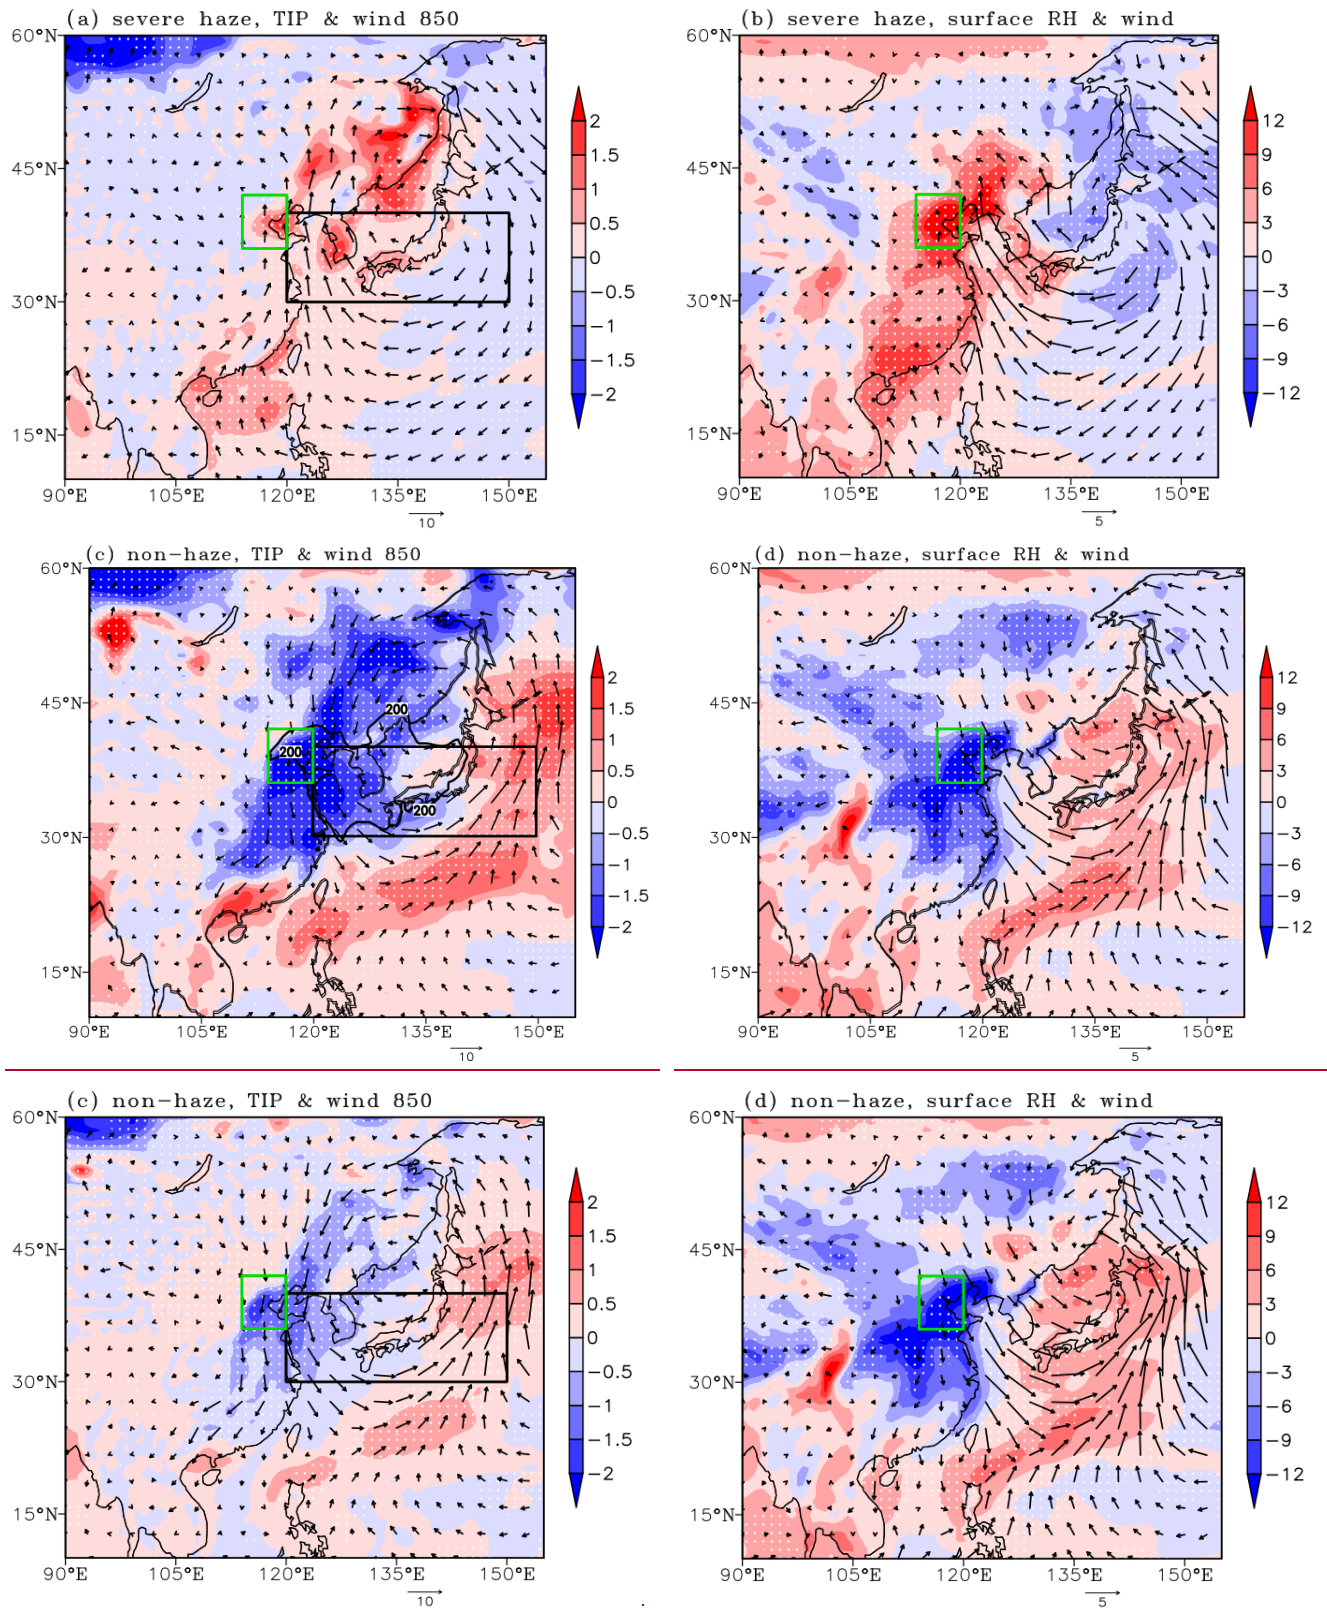 (a) severe haze, TIP & wind 850
60°N
45°N
30°N
15°N
90°E 105°E 120°E 135°E 150°E
10
2
1.5
1
0.5
0
−0.5
−1
−1.5
−2
(b) severe haze, surface RH & wind
60°N
45°N
30°N
15°N
90°E 105°E 120°E 135°E 150°E
5
12
9
6
3
0
−3
−6
−9
−12
(c) non−haze, TIP & wind 850
60°N
45°N
30°N
15°N
200
200
200
90°E 105°E 120°E 135°E 150°E
10
2
1.5
1
0.5
0
−0.5
−1
−1.5
−2
(d) non−haze, surface RH & wind
60°N
45°N
30°N
15°N
90°E 105°E 120°E 135°E 150°E
5
12
9
6
3
0
−3
−6
−9
−12
(c) non−haze, TIP & wind 850
60°N
45°N
30°N
15°N
90°E 105°E 120°E 135°E 150°E
10
2
1.5
1
0.5
0
−0.5
−1
−1.5
−2
(d) non−haze, surface RH & wind
60°N
45°N
30°N
15°N
90°E 105°E 120°E 135°E 150°E
5
12
9
6
3
0
−3
−6
−9
−12